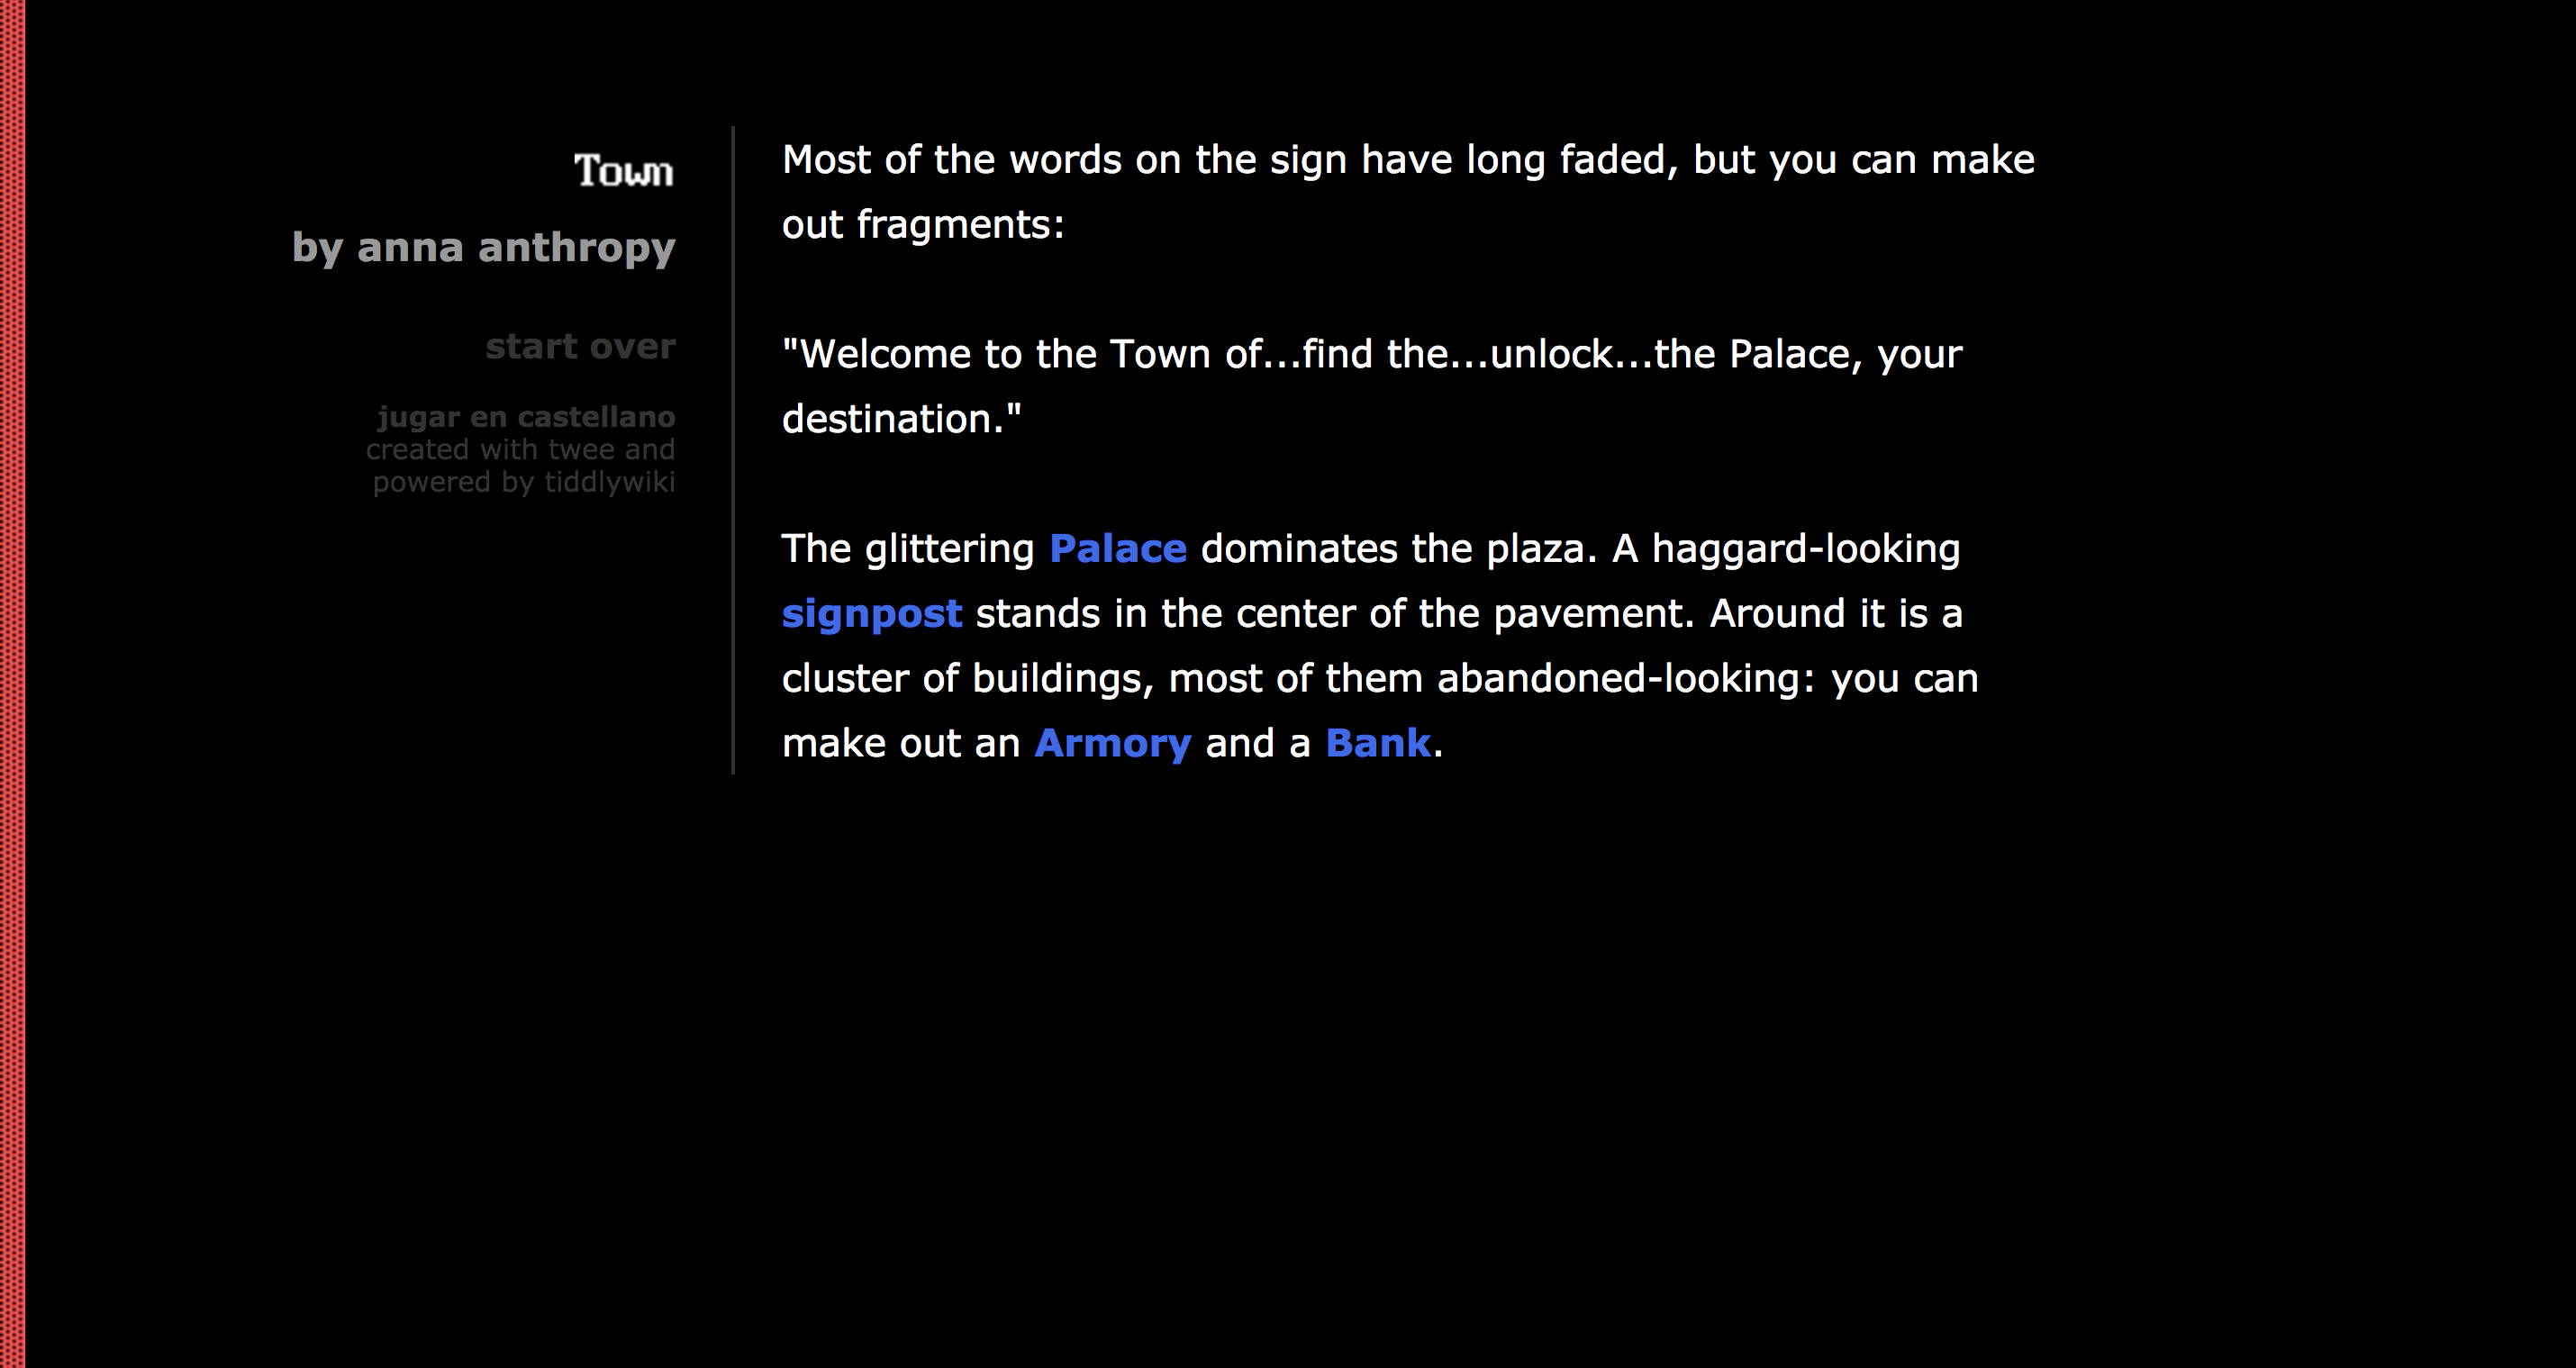 Town
by anna anthropy
start over
jugar en castellano
created with twee and
powered by tiddlywiki
Most of the words on the sign have long faded, but you can make
out fragments:
"Welcome to the Town of...find the...unlock...the Palace, your
destination."
The glittering Palace dominates the plaza. A haggard-looking
signpost stands in the center of the pavement. Around it is a
cluster of buildings, most of them abandoned-looking: you can
make out an Armory and a Bank.